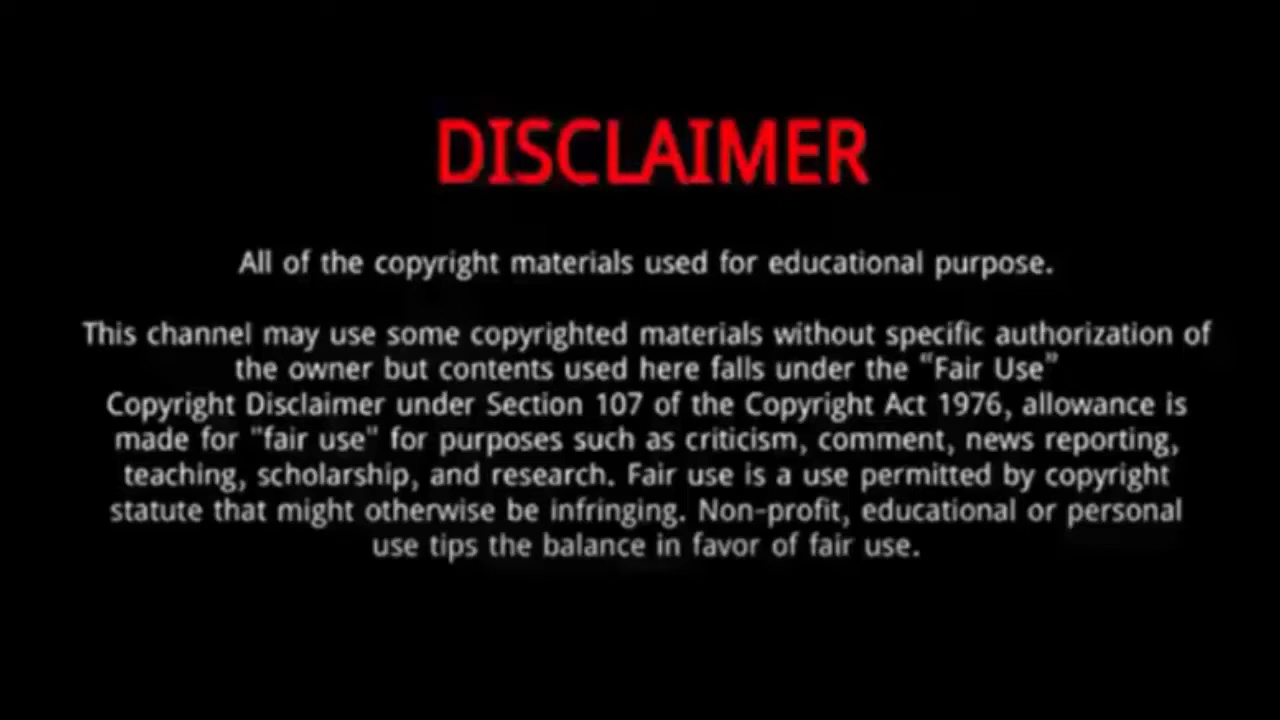 DISCLAIMER
All of the copyright materials used for educational purpose.
This channel may use some copyrighted materials without specific authorization of
the owner but contents used here falls under the “Fair Use”
Copyright Disclaimer under Section 107 of the Copyright Act 1976, allowance is
made for "fair use" for purposes such as criticism, comment, news reporting,
teaching, scholarship, and research. Fair use is a use permitted by copyright
statute that might otherwise be infringing. Non-profit, educational or personal
use tips the balance in favor of fair use.